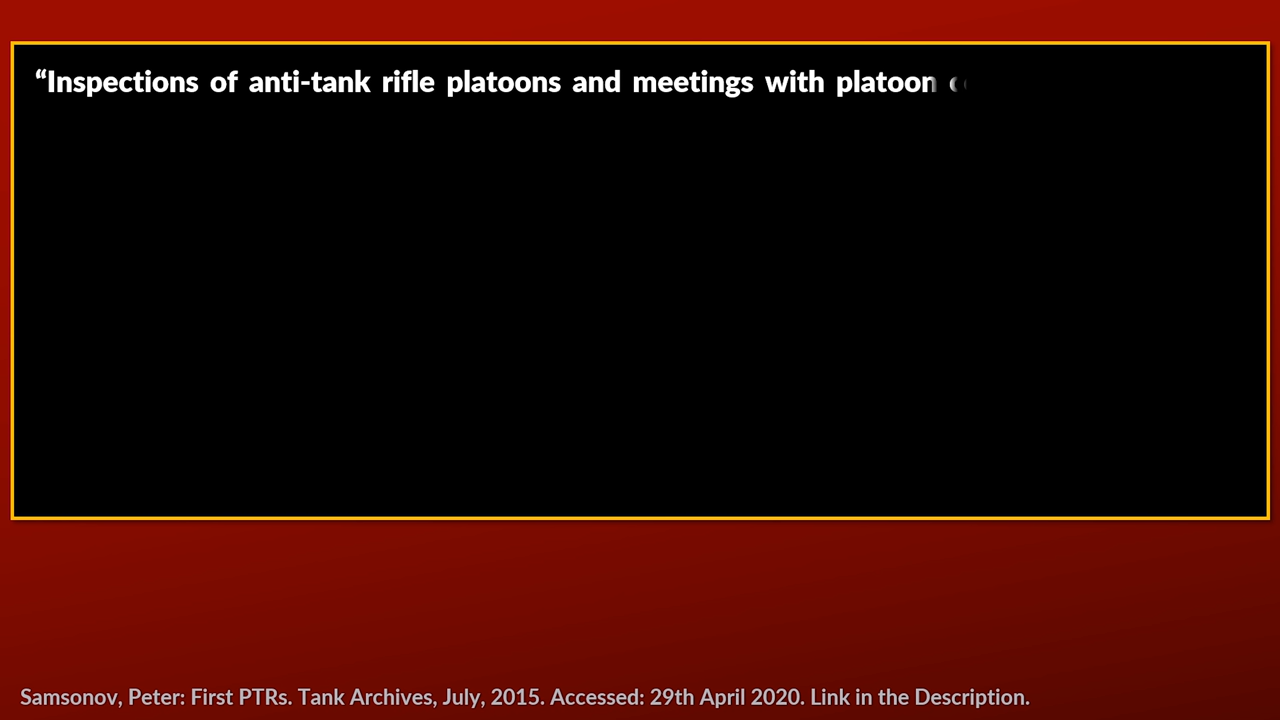 “Inspections of anti-tank rifle platoons and meetings with platoon
Samsonov, Peter: First PTRs. Tank Archives, July, 2015. Accessed: 29th April 2020. Link in the Description.